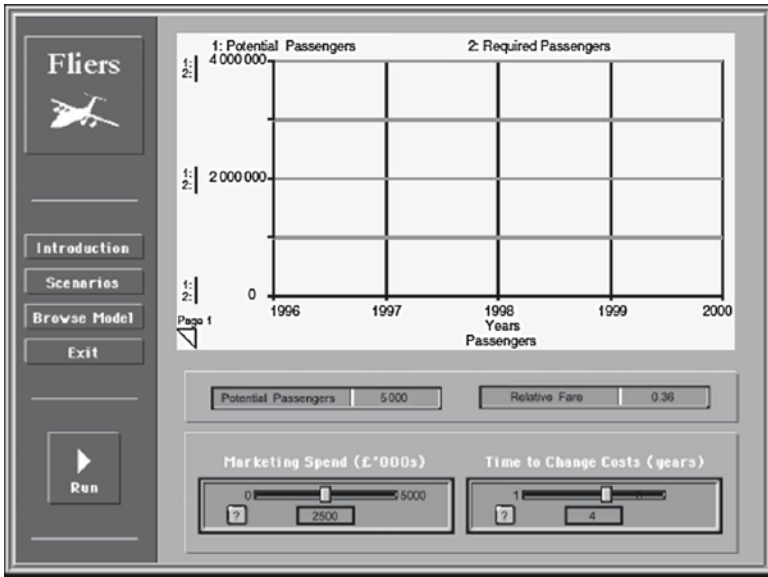 Fliers
Introduction
Scenarios
Browse Model
Exit
Run
1: Potential Passengers 2: Required Passengers
1:
2:
4 000 000
1:
2:
2 000 000
1:
2:
0
1996 1997 1998 1999 2000
Page 1
Years
Passengers
Potential Passengers 5 000
Relative Fare 0.36
Marketing Spend (£'000s)
0 5000
?
2500
Time to Change Costs (years)
1
?
4